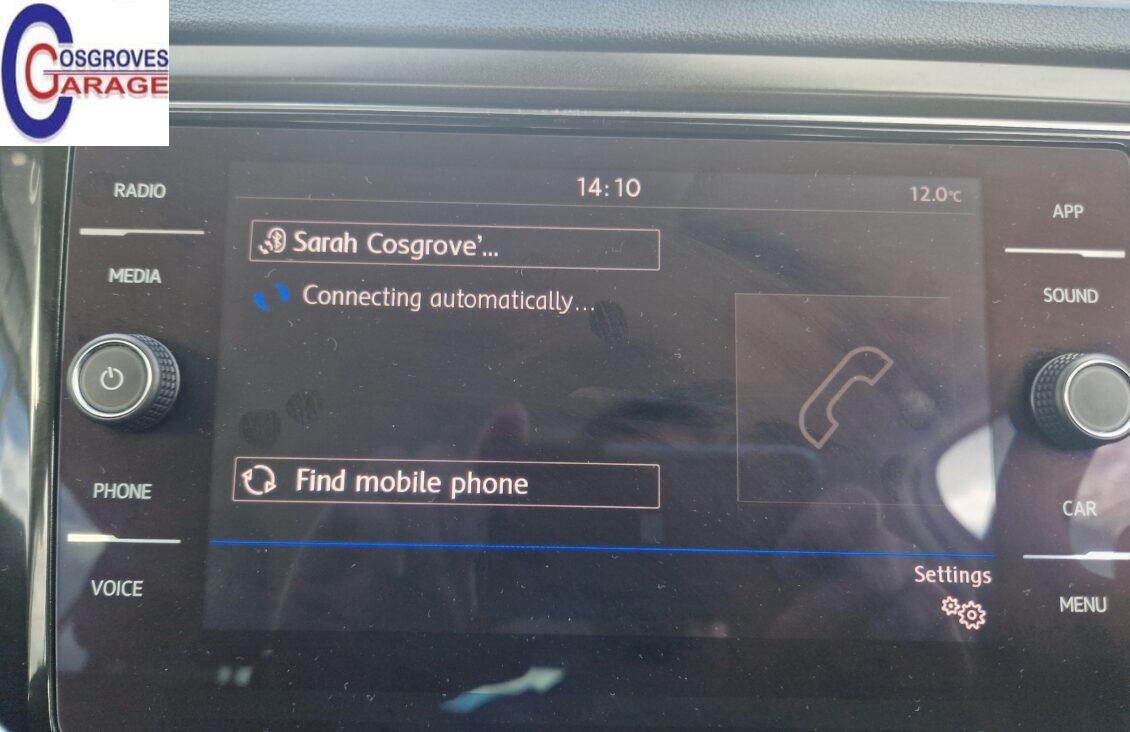 COSGROVES
GARAGE
RADIO
14:10
12.0°C
APP
Sarah Cosgrove'...
MEDIA
Connecting automatically...
SOUND
Find mobile phone
PHONE
CAR
Settings
VOICE
MENU